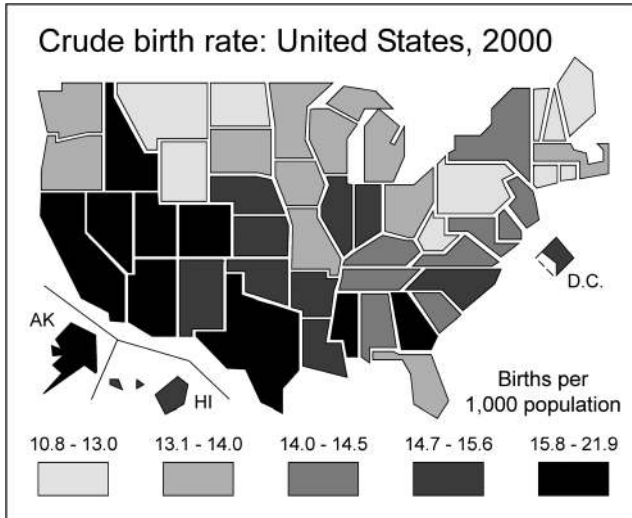 Crude birth rate: United States, 2000
D.C.
AK
HI
Births per
1,000 population
10.8 - 13.0
13.1 - 14.0
14.0 - 14.5
14.7 - 15.6
15.8 - 21.9